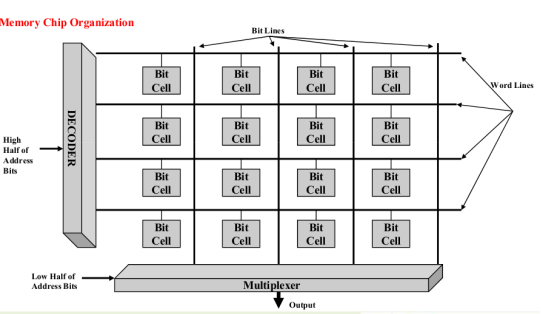 Memory Chip Organization
Bit Lines
Bit
Cell
Bit
Cell
Bit
Cell
Bit
Cell
Word Lines
DECODER
Bit
Cell
Bit
Cell
Bit
Cell
Bit
Cell
High
Half of
Address
Bits
Bit
Cell
Bit
Cell
Bit
Cell
Bit
Cell
Bit
Cell
Bit
Cell
Bit
Cell
Bit
Cell
Low Half of
Address Bits
Multiplexer
Output